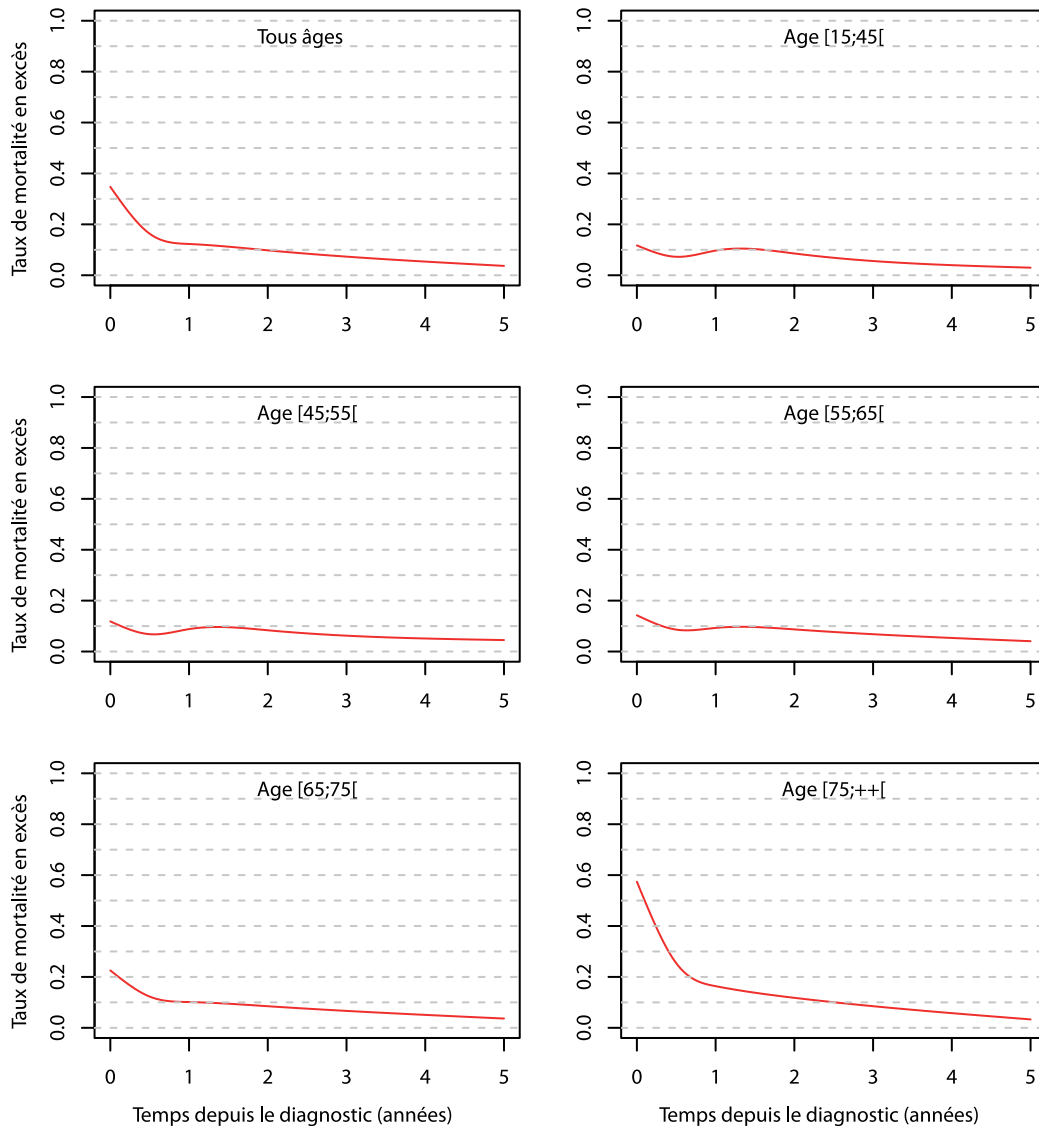 Tous âges
Taux de mortalité en excès
0.0 0.2 0.4 0.6 0.8 1.0
0 1 2 3 4 5
Age [15;45[
0.0 0.2 0.4 0.6 0.8 1.0
0 1 2 3 4 5
Age [45;55[
Taux de mortalité en excès
0.0 0.2 0.4 0.6 0.8 1.0
0 1 2 3 4 5
Age [55;65[
0.0 0.2 0.4 0.6 0.8 1.0
0 1 2 3 4 5
Age [65;75[
Taux de mortalité en excès
0.0 0.2 0.4 0.6 0.8 1.0
0 1 2 3 4 5
Temps depuis le diagnostic (années)
Age [75;++[
0.0 0.2 0.4 0.6 0.8 1.0
0 1 2 3 4 5
Temps depuis le diagnostic (années)